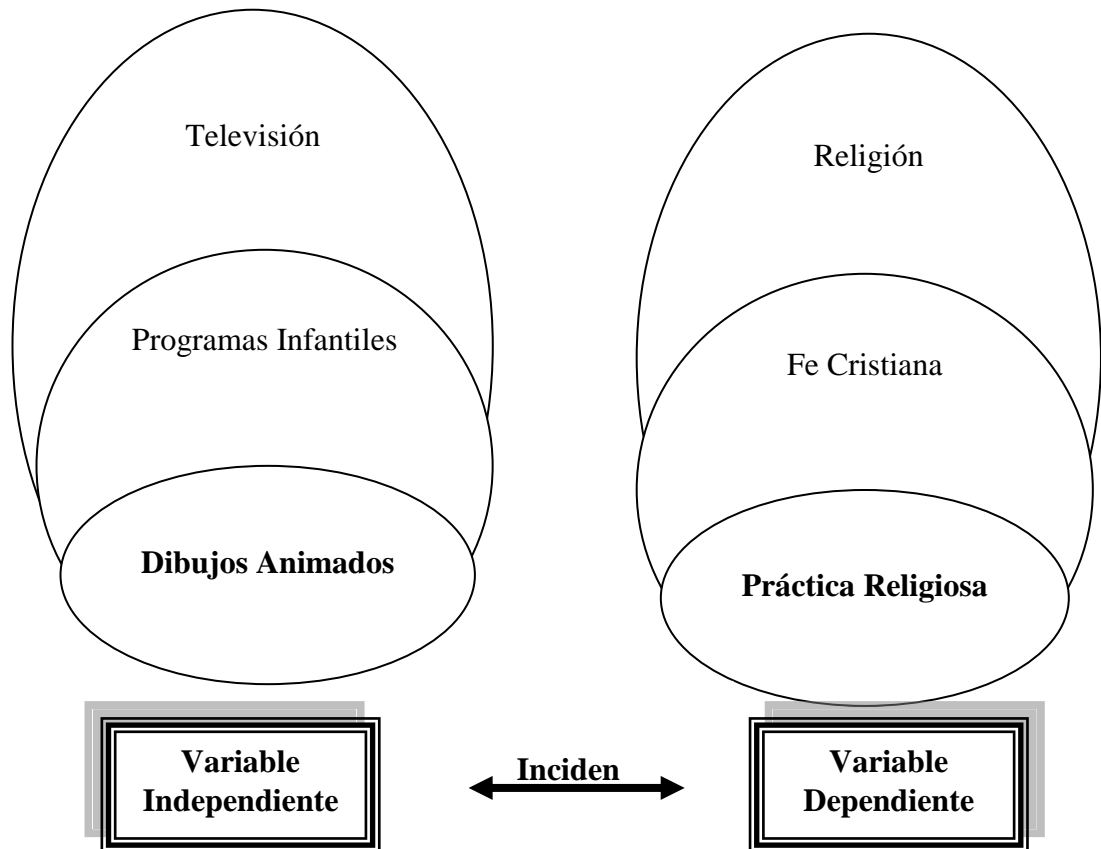 Televisión
Programas Infantiles
Dibujos Animados
Religión
Fe Cristiana
Práctica Religiosa
Variable
Independiente
Inciden
Variable
Dependiente